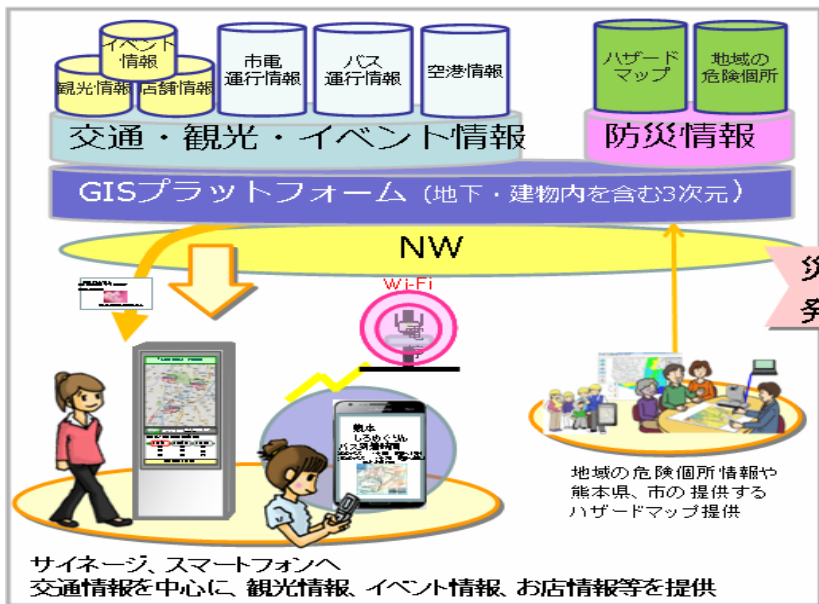 イベント
情報
観光情報
店舗情報
市電
運行情報
バス
運行情報
空港情報
ハザード
マップ
地域の
危険個所
交通・観光・イベント情報
防災情報
GISプラットフォーム（地下・建物内を含む3次元）
NW
Wi-Fi
災
発
熊本
しろめぐりん
バス到着時間
地域の危険個所情報や
熊本県、市の提供する
ハザードマップ提供
サイネージ、スマートフォンへ
交通情報を中心に、観光情報、イベント情報、お店情報等を提供